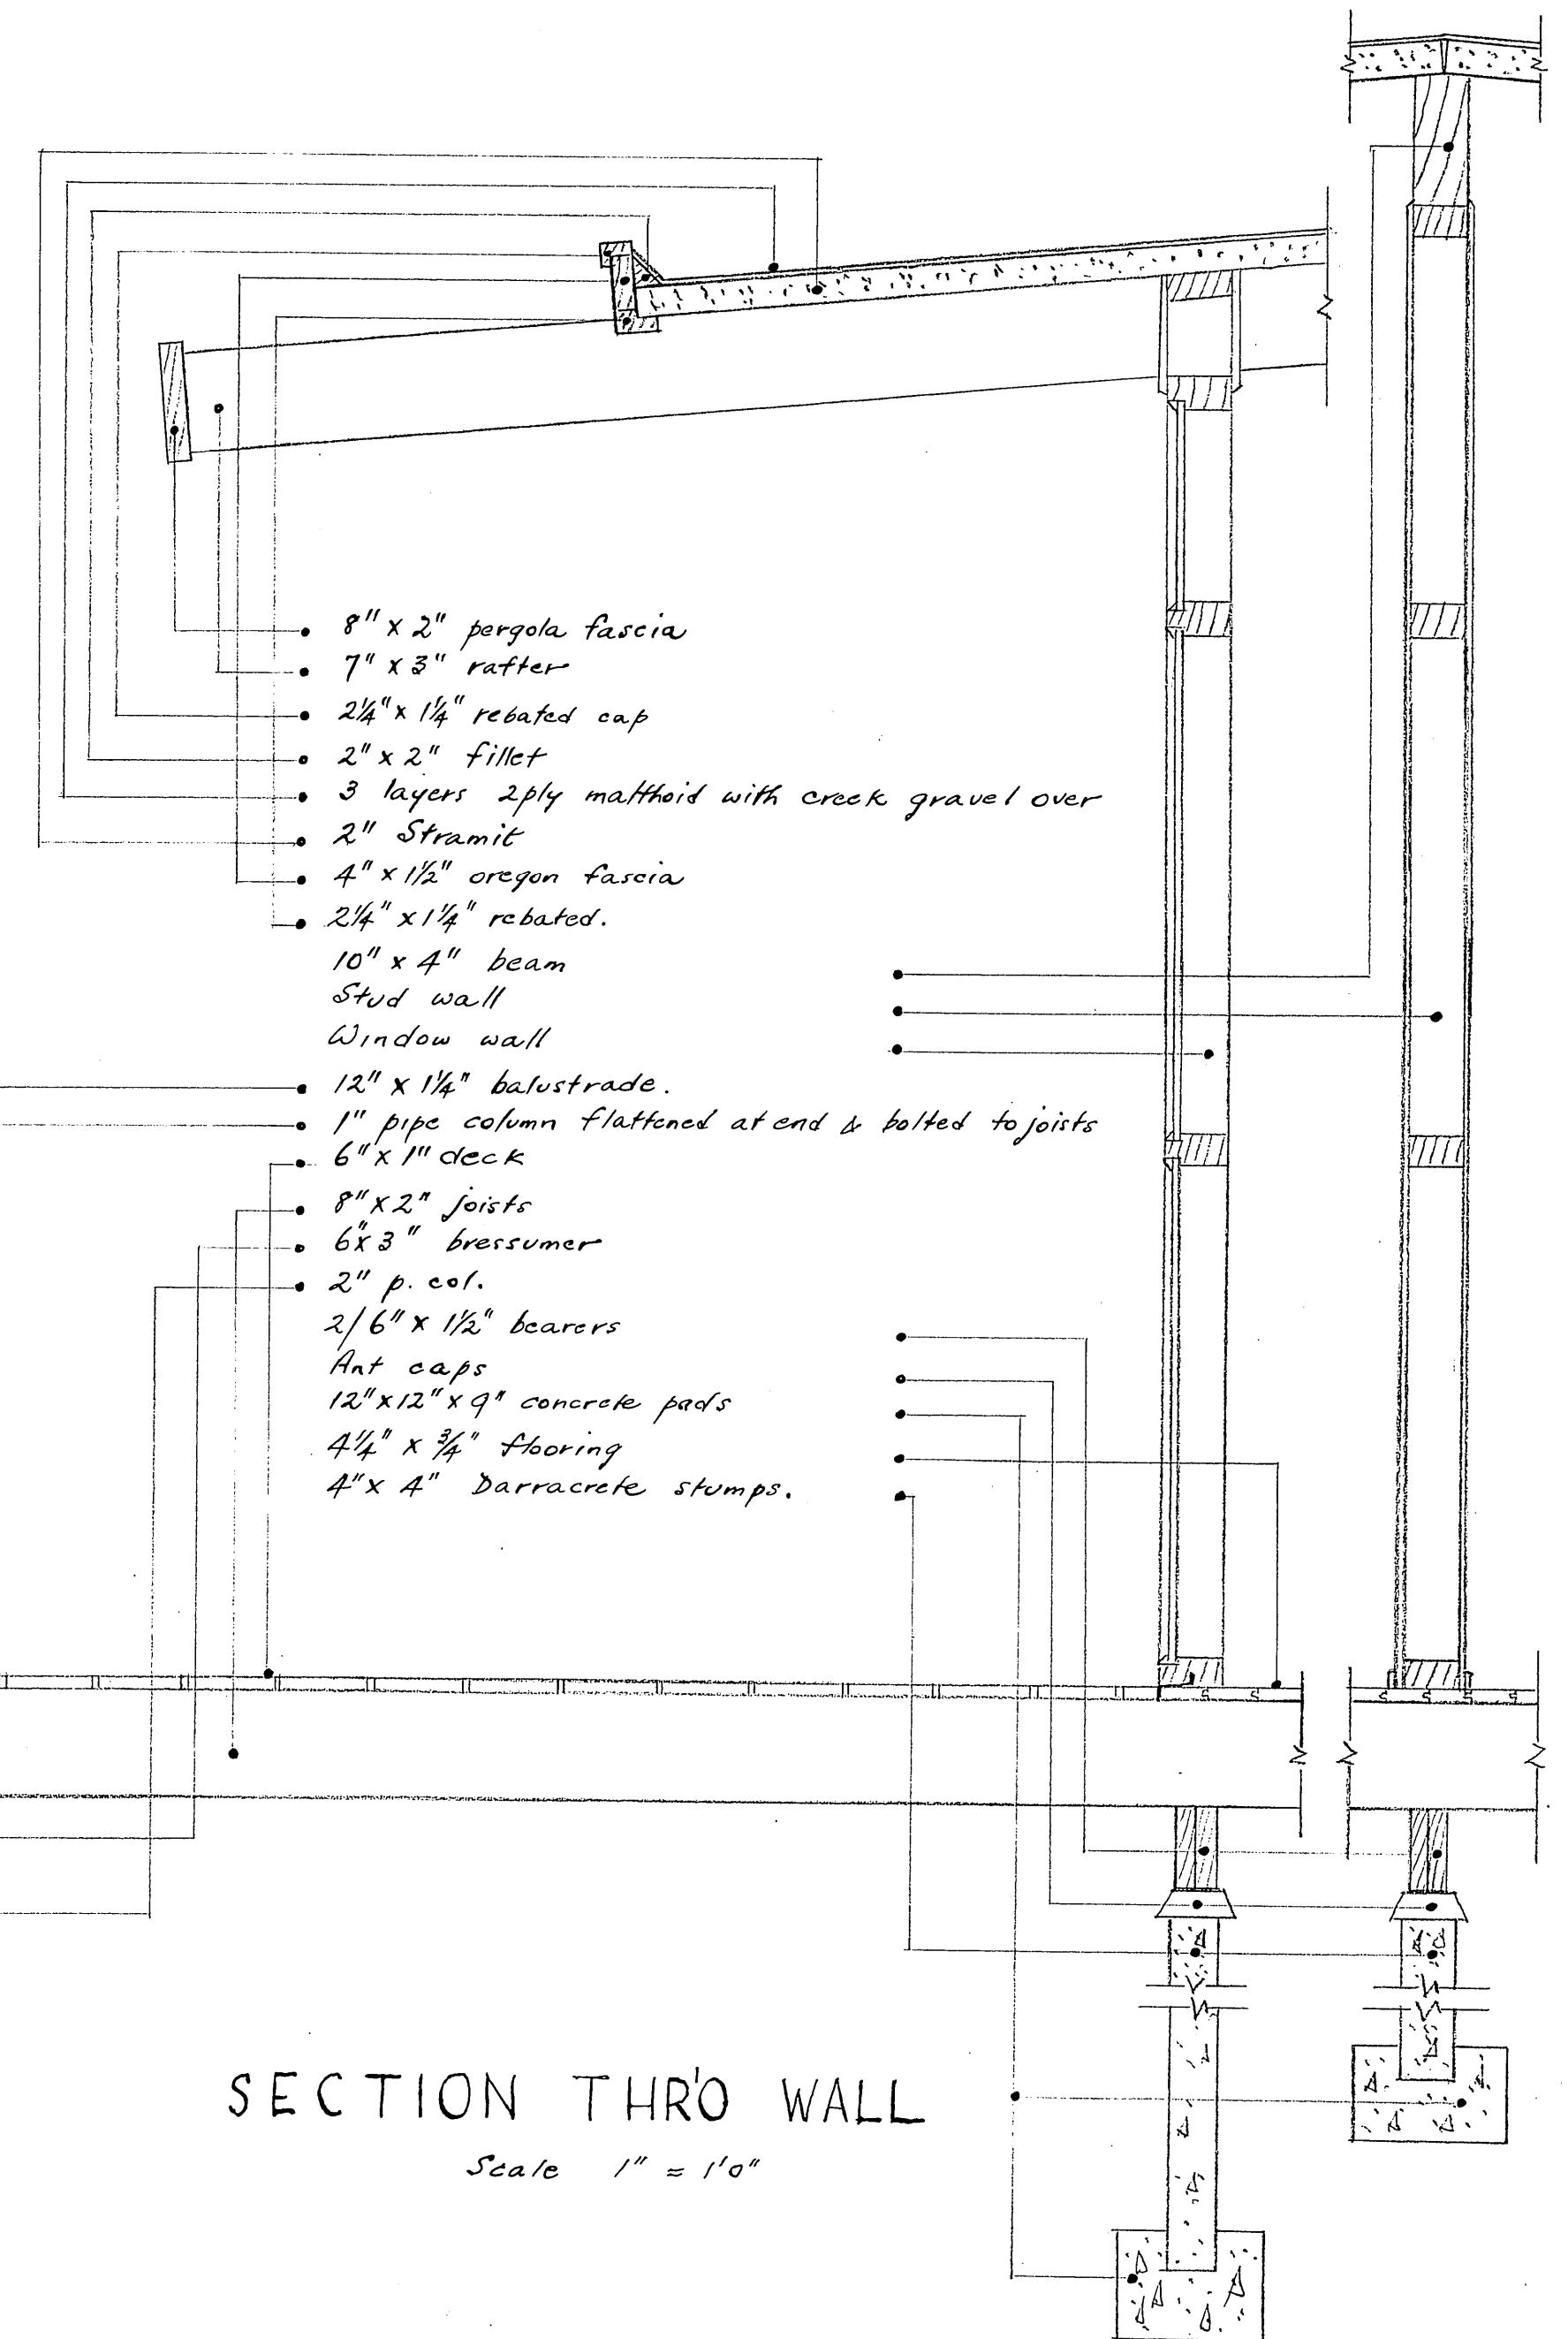 8" x 2" pergola fascia
7" x 3" rafter
2¼" x 1¼" rebated cap
2" x 2" fillet
3 layers 2ply malthoid with creek gravel over
2" Stramit
4" x 1½" oregon fascia
2¼" x 1¼" rebated.
10" x 4" beam
Stud wall
Window wall
12" x 1¼" balustrade.
1" pipe column flattened at end & bolted to joists
6" x 1" deck
8" x 2" joists
6" x 3" bressumer
2" p. col.
2/6" x 1½" bearers
Ant caps
12" x 12" x 9" concrete pads
4¼" x ¾" flooring
4" x 4" Darracrete stumps.
SECTION THR'O WALL
Scale 1" = 1'0"